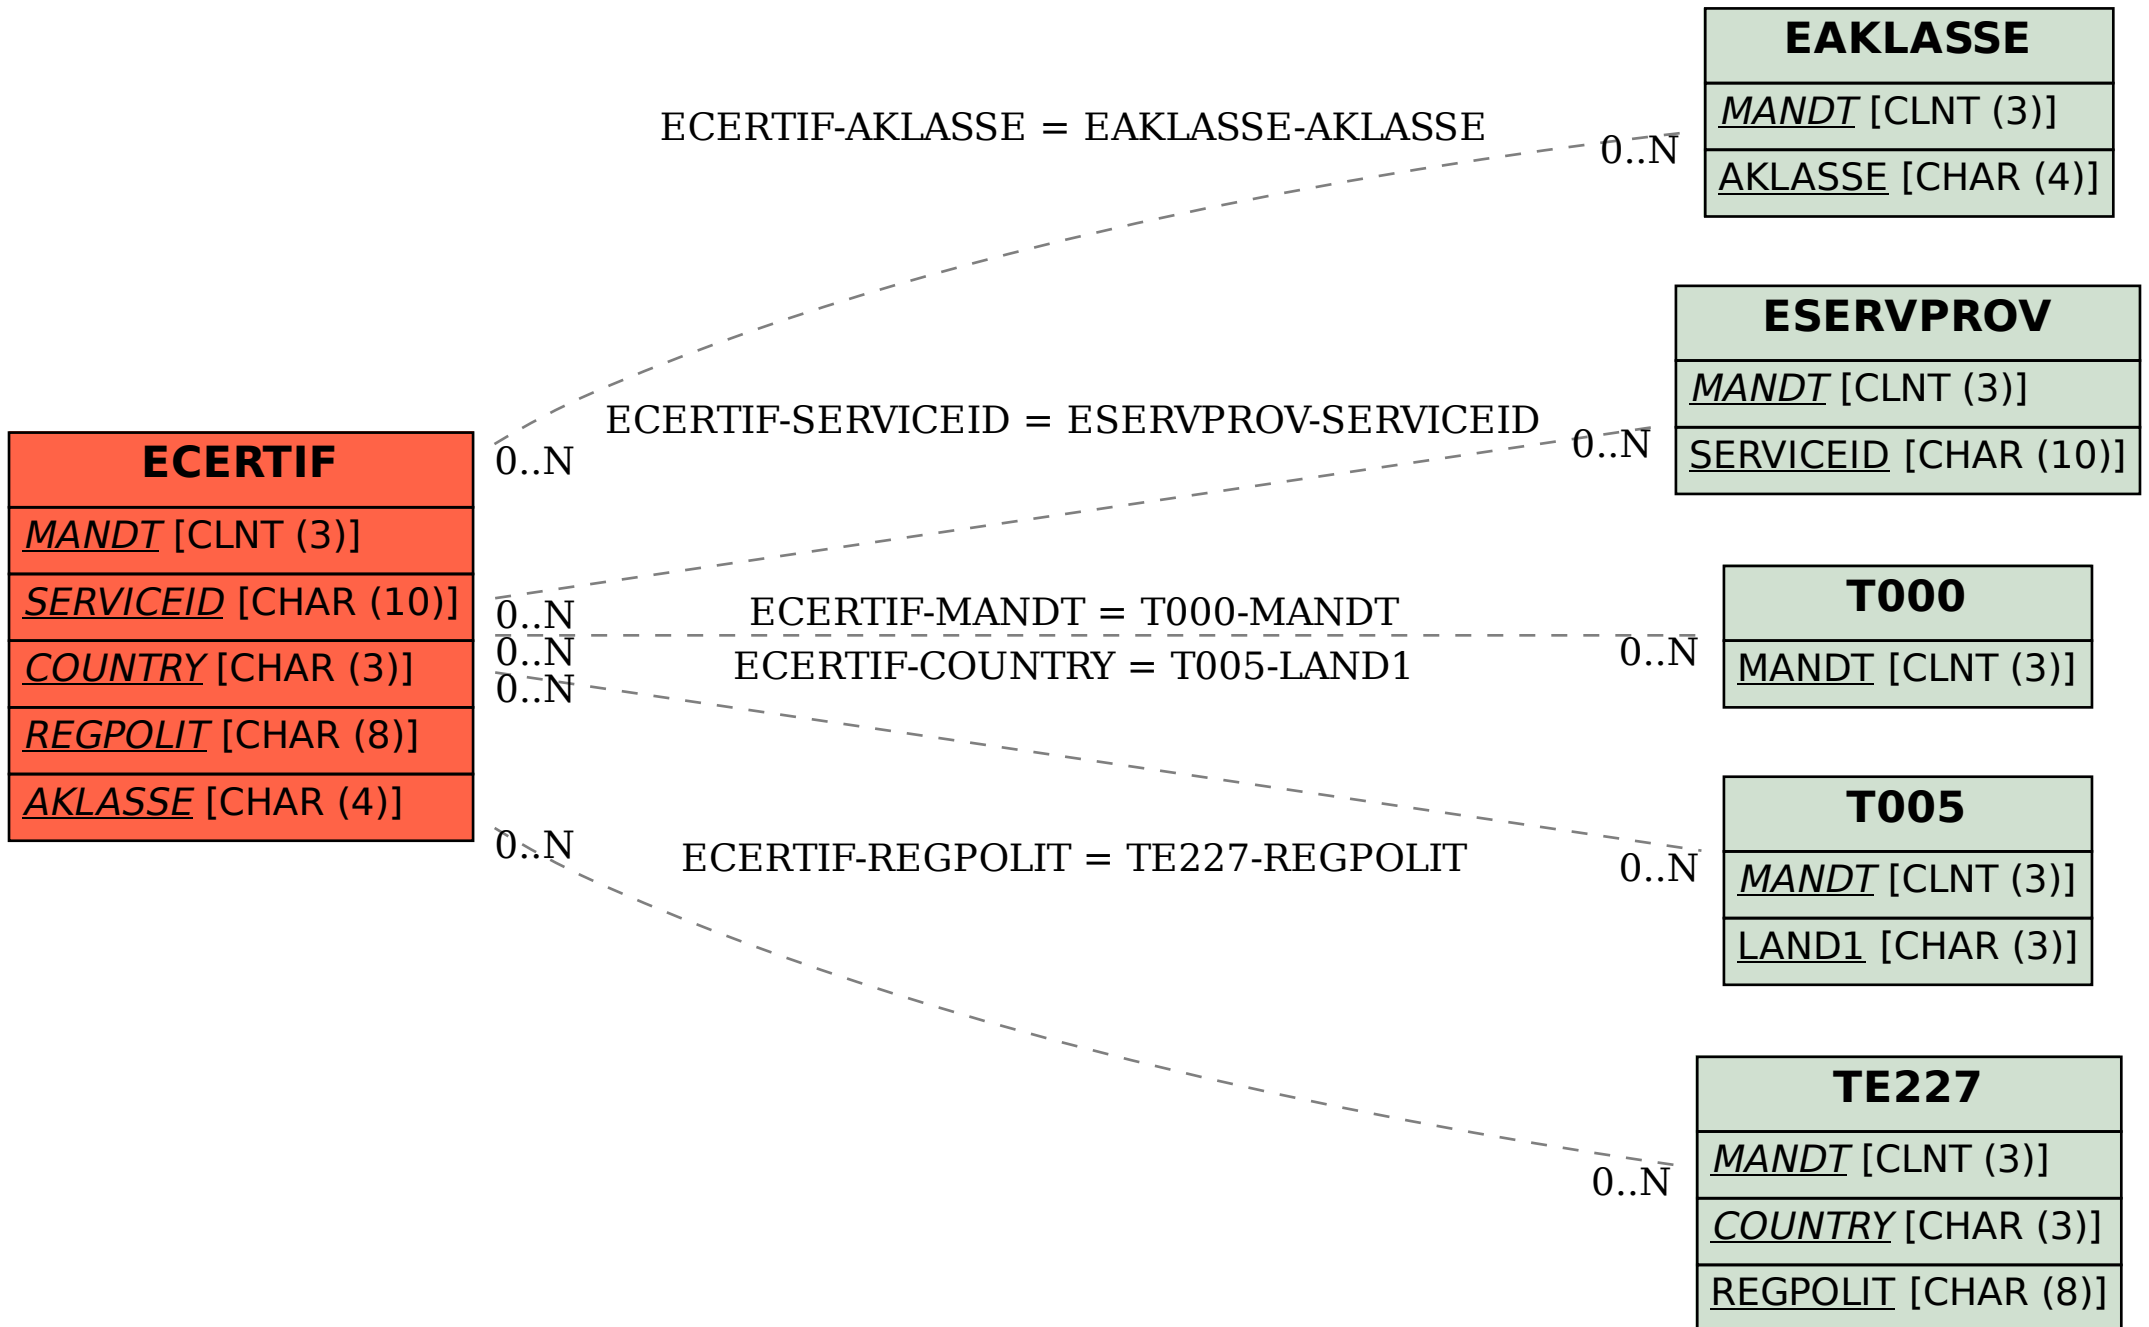 EAKLASSE
MANDT [CLNT (3)]
AKLASSE [CHAR (4)]
ECERTIF-AKLASSE = EAKLASSE-AKLASSE
0..N
0..N
ESERVPROV
MANDT [CLNT (3)]
SERVICEID [CHAR (10)]
ECERTIF-SERVICEID = ESERVPROV-SERVICEID
0..N
0..N
ECERTIF
MANDT [CLNT (3)]
SERVICEID [CHAR (10)]
COUNTRY [CHAR (3)]
REGPOLIT [CHAR (8)]
AKLASSE [CHAR (4)]
ECERTIF-MANDT = T000-MANDT
0..N
0..N
T000
MANDT [CLNT (3)]
ECERTIF-COUNTRY = T005-LAND1
0..N
0..N
T005
MANDT [CLNT (3)]
LAND1 [CHAR (3)]
ECERTIF-REGPOLIT = TE227-REGPOLIT
0..N
0..N
TE227
MANDT [CLNT (3)]
COUNTRY [CHAR (3)]
REGPOLIT [CHAR (8)]